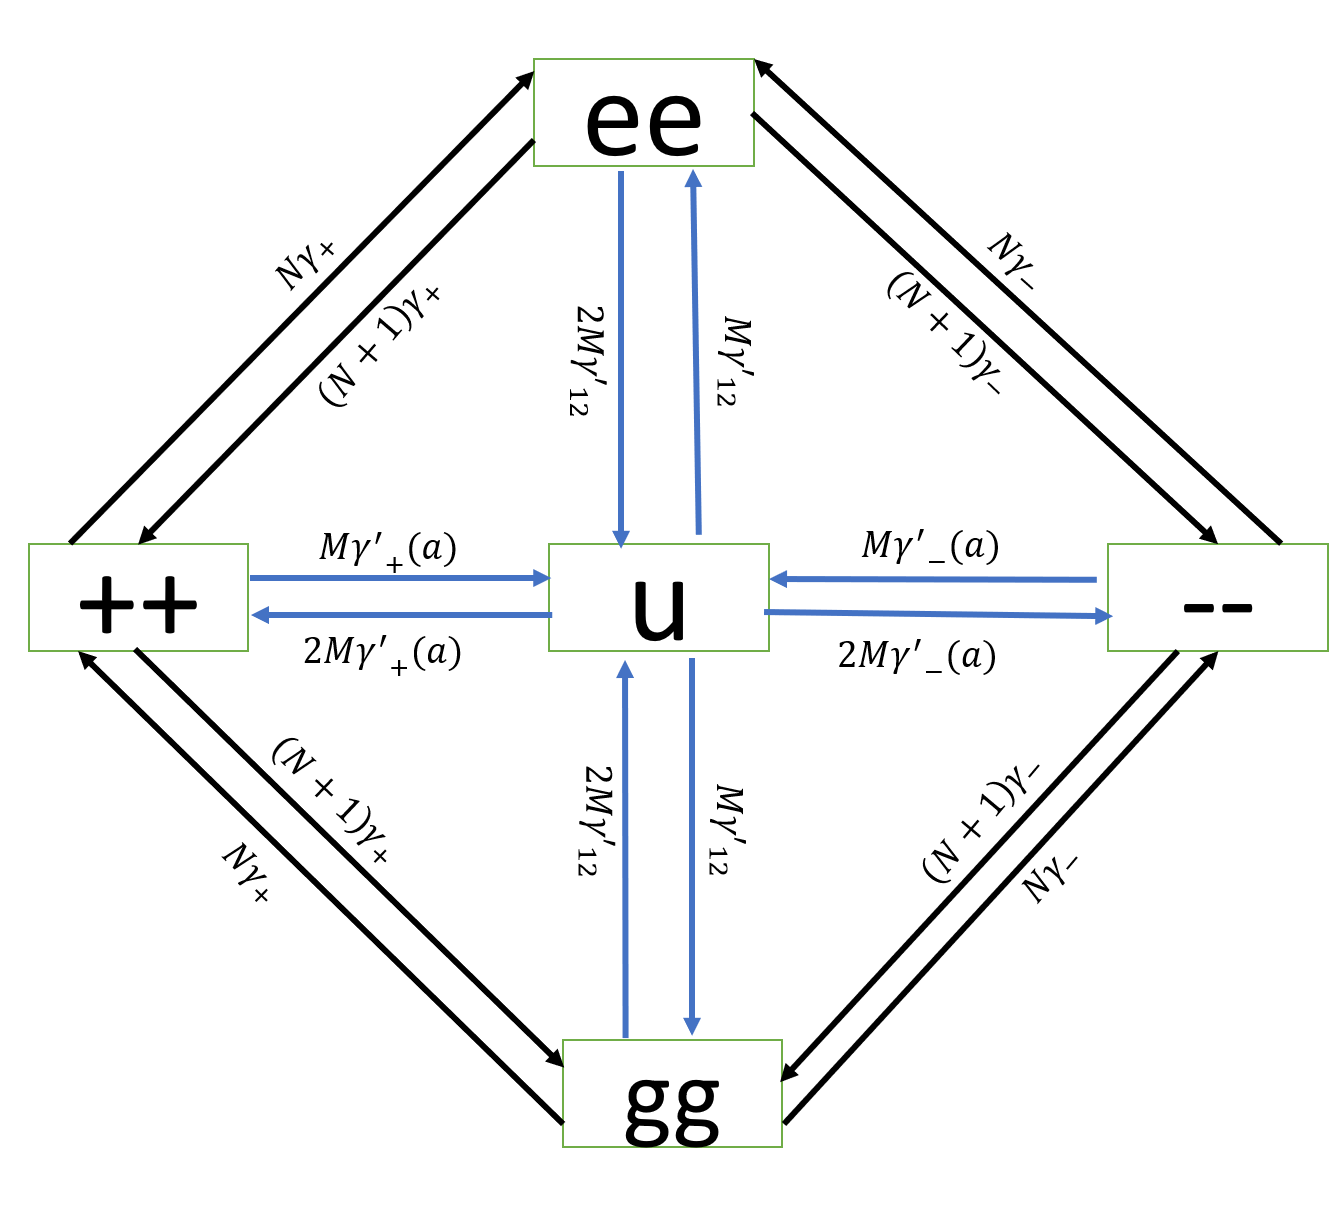 ee
Nγ₊
(N + 1)γ₊
2Mγ′₁₂
Mγ′₁₂
(N + 1)γ₋
Nγ₋
++
Mγ′₊(a)
2Mγ′₊(a)
u
Mγ′₋(a)
2Mγ′₋(a)
--
(N + 1)γ₊
Nγ₊
2Mγ′₁₂
Mγ′₁₂
(N + 1)γ₋
Nγ₋
gg